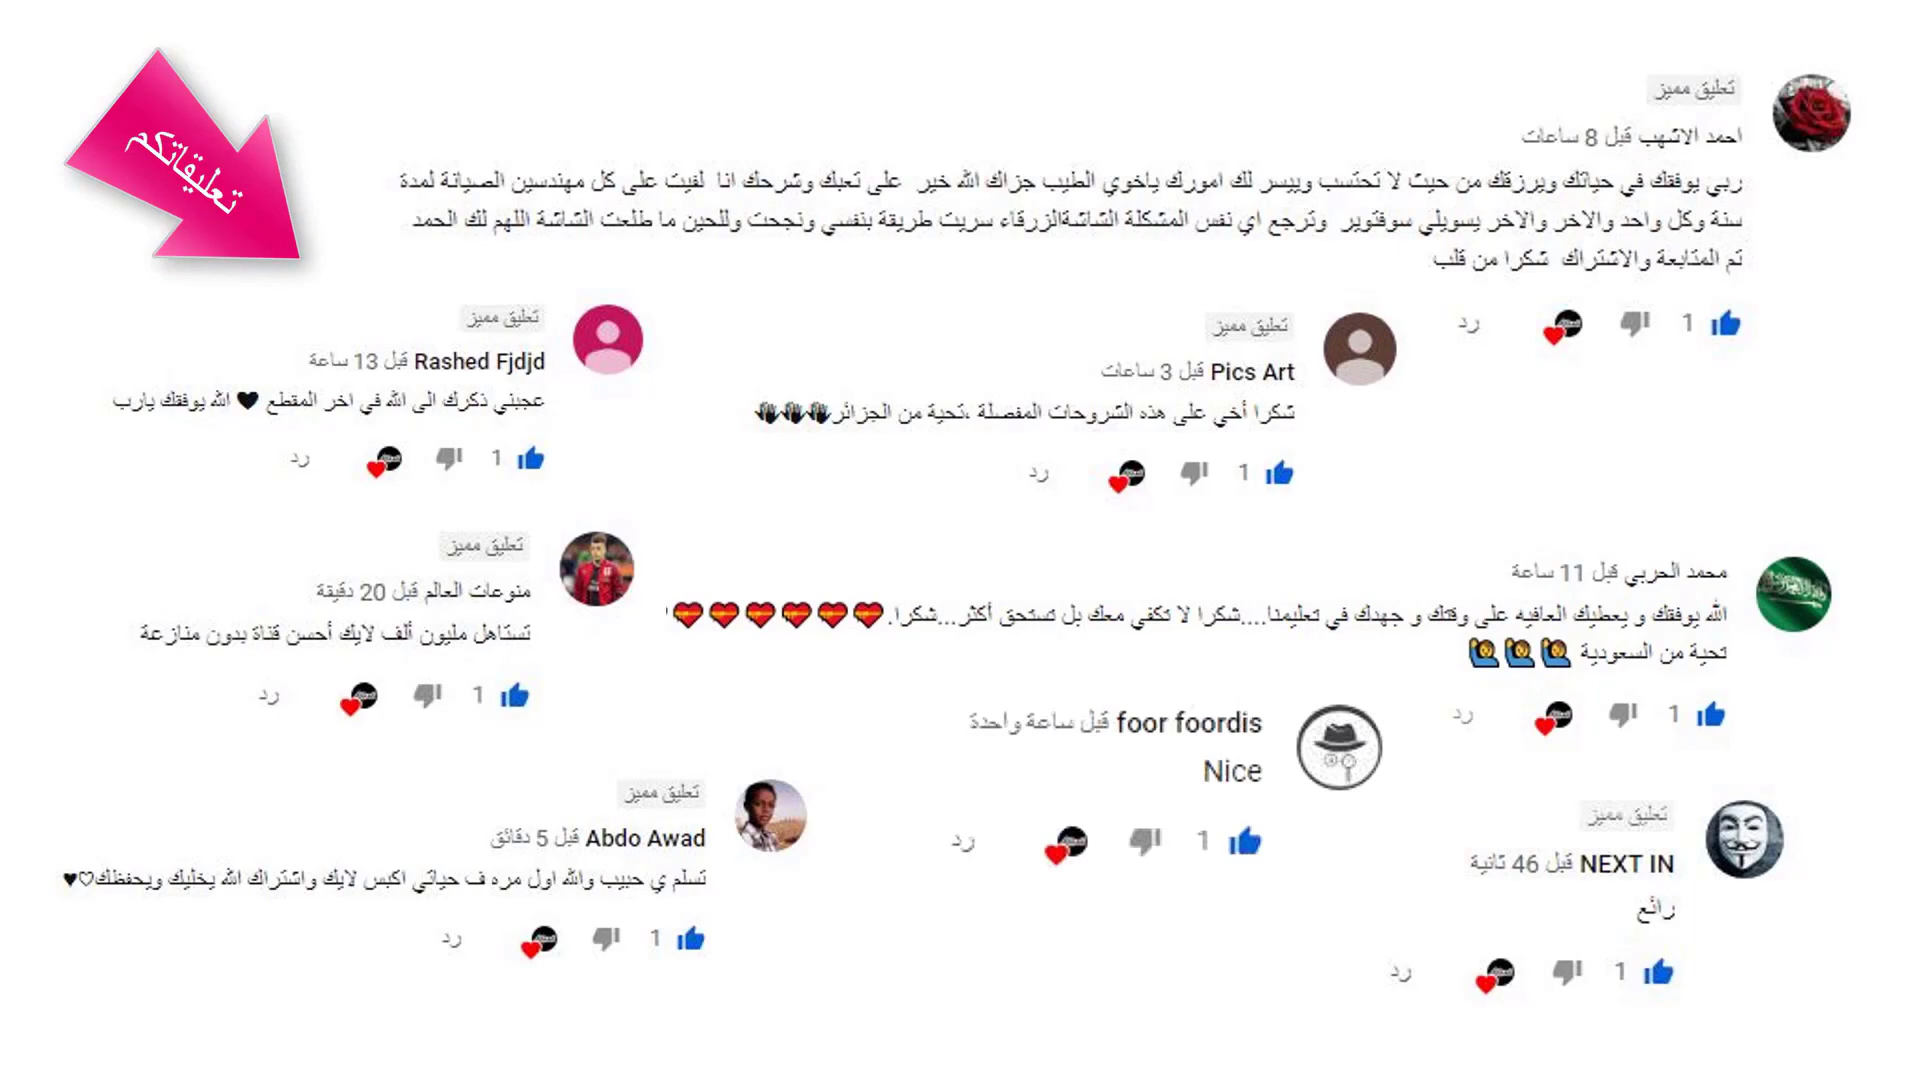 تعليقاتكم
تعليق مميز
احمد الاشهب قبل 8 ساعات
ربي يوفقك في حياتك ويرزقك من حيث لا تحتسب وييسر لك امورك ياخوي الطيب جزاك الله خير على تعبك وشرحك انا لفيت على كل مهندسين الصيانة لمدة
سنة وكل واحد والاخر والاخر يسويلي سوفتوير وترجع اي نفس المشكلة الشاشةالزرقاء سريت طريقة بنفسي ونجحت وللحين ما طلعت الشاشة اللهم لك الحمد
تم المتابعة والاشتراك شكرا من قلب
1 رد
تعليق مميز
Pics Art قبل 3 ساعات
شكرا أخي على هذه الشروحات المفصلة ،تحية من الجزائر👋👋👋
1 رد
تعليق مميز
Rashed Fjdjd قبل 13 ساعة
عجبني ذكرك الى الله في اخر المقطع 🖤 الله يوفقك يارب
1 رد
محمد الحربي قبل 11 ساعة
الله يوفقك و يعطيك العافيه على وقتك و جهدك في تعليمنا....شكرا لا تكفي معك بل تستحق أكثر...شكرا.
تحية من السعودية
1 رد
تعليق مميز
منوعات العالم قبل 20 دقيقة
تستاهل مليون ألف لايك أحسن قناة بدون منازعة
1 رد
foor foordis قبل ساعة واحدة
Nice
1 رد
تعليق مميز
Abdo Awad قبل 5 دقائق
تسلم ي حبيب والله اول مره ف حياتي اكبس لايك واشتراك الله يخليك ويحفظك♡♥
1 رد
تعليق مميز
NEXT IN قبل 46 ثانية
رائع
1 رد